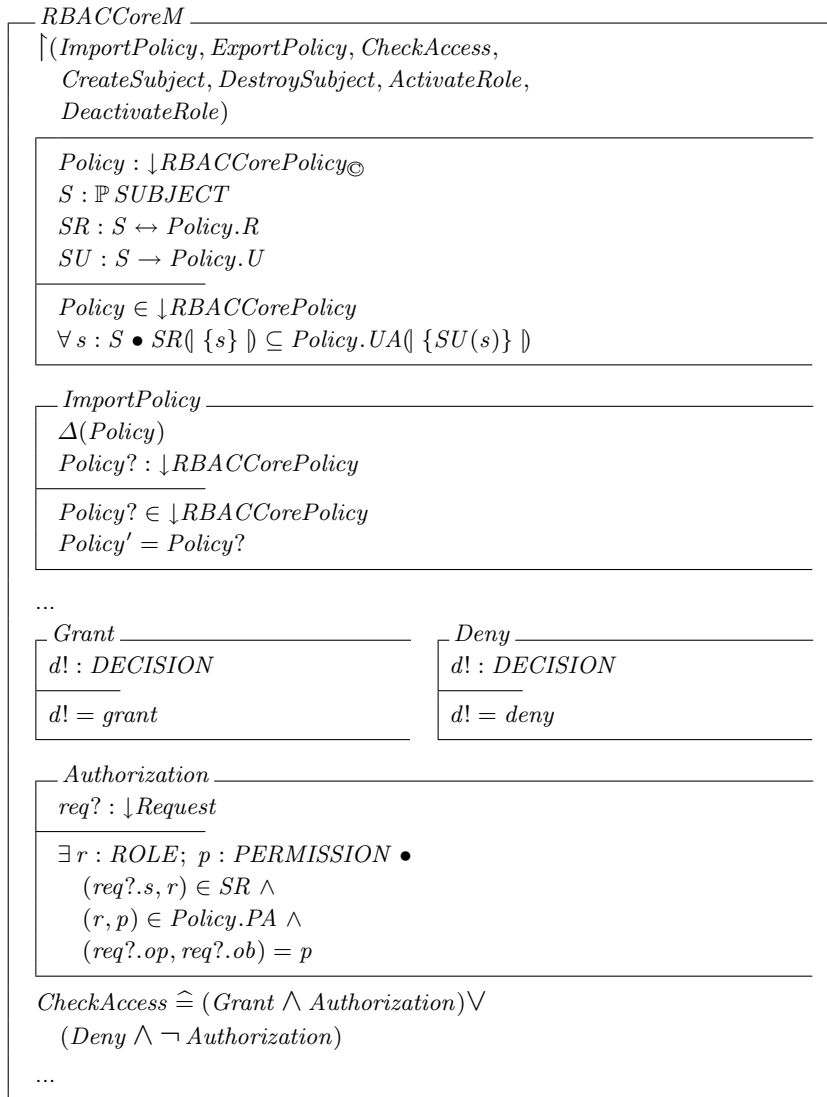 RBACCoreM
↾(ImportPolicy, ExportPolicy, CheckAccess,
CreateSubject, DestroySubject, ActivateRole,
DeactivateRole)
Policy : ↓RBACCorePolicy©
S : ℙ SUBJECT
SR : S ↔ Policy.R
SU : S → Policy.U
Policy ∈ ↓RBACCorePolicy
∀ s : S • SR⦇ {s} ⦈ ⊆ Policy.UA⦇ {SU(s)} ⦈
ImportPolicy
Δ(Policy)
Policy? : ↓RBACCorePolicy
Policy? ∈ ↓RBACCorePolicy
Policy′ = Policy?
...
Grant
d! : DECISION
d! = grant
Deny
d! : DECISION
d! = deny
Authorization
req? : ↓Request
∃ r : ROLE; p : PERMISSION •
(req?.s, r) ∈ SR ∧
(r, p) ∈ Policy.PA ∧
(req?.op, req?.ob) = p
CheckAccess ≙ (Grant ∧ Authorization)∨
(Deny ∧ ¬ Authorization)
...